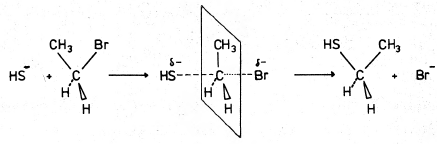 HS⁻ + CH₃ Br C H H
HS δ- CH₃ C H H Br δ-
HS CH₃ C H H + Br⁻